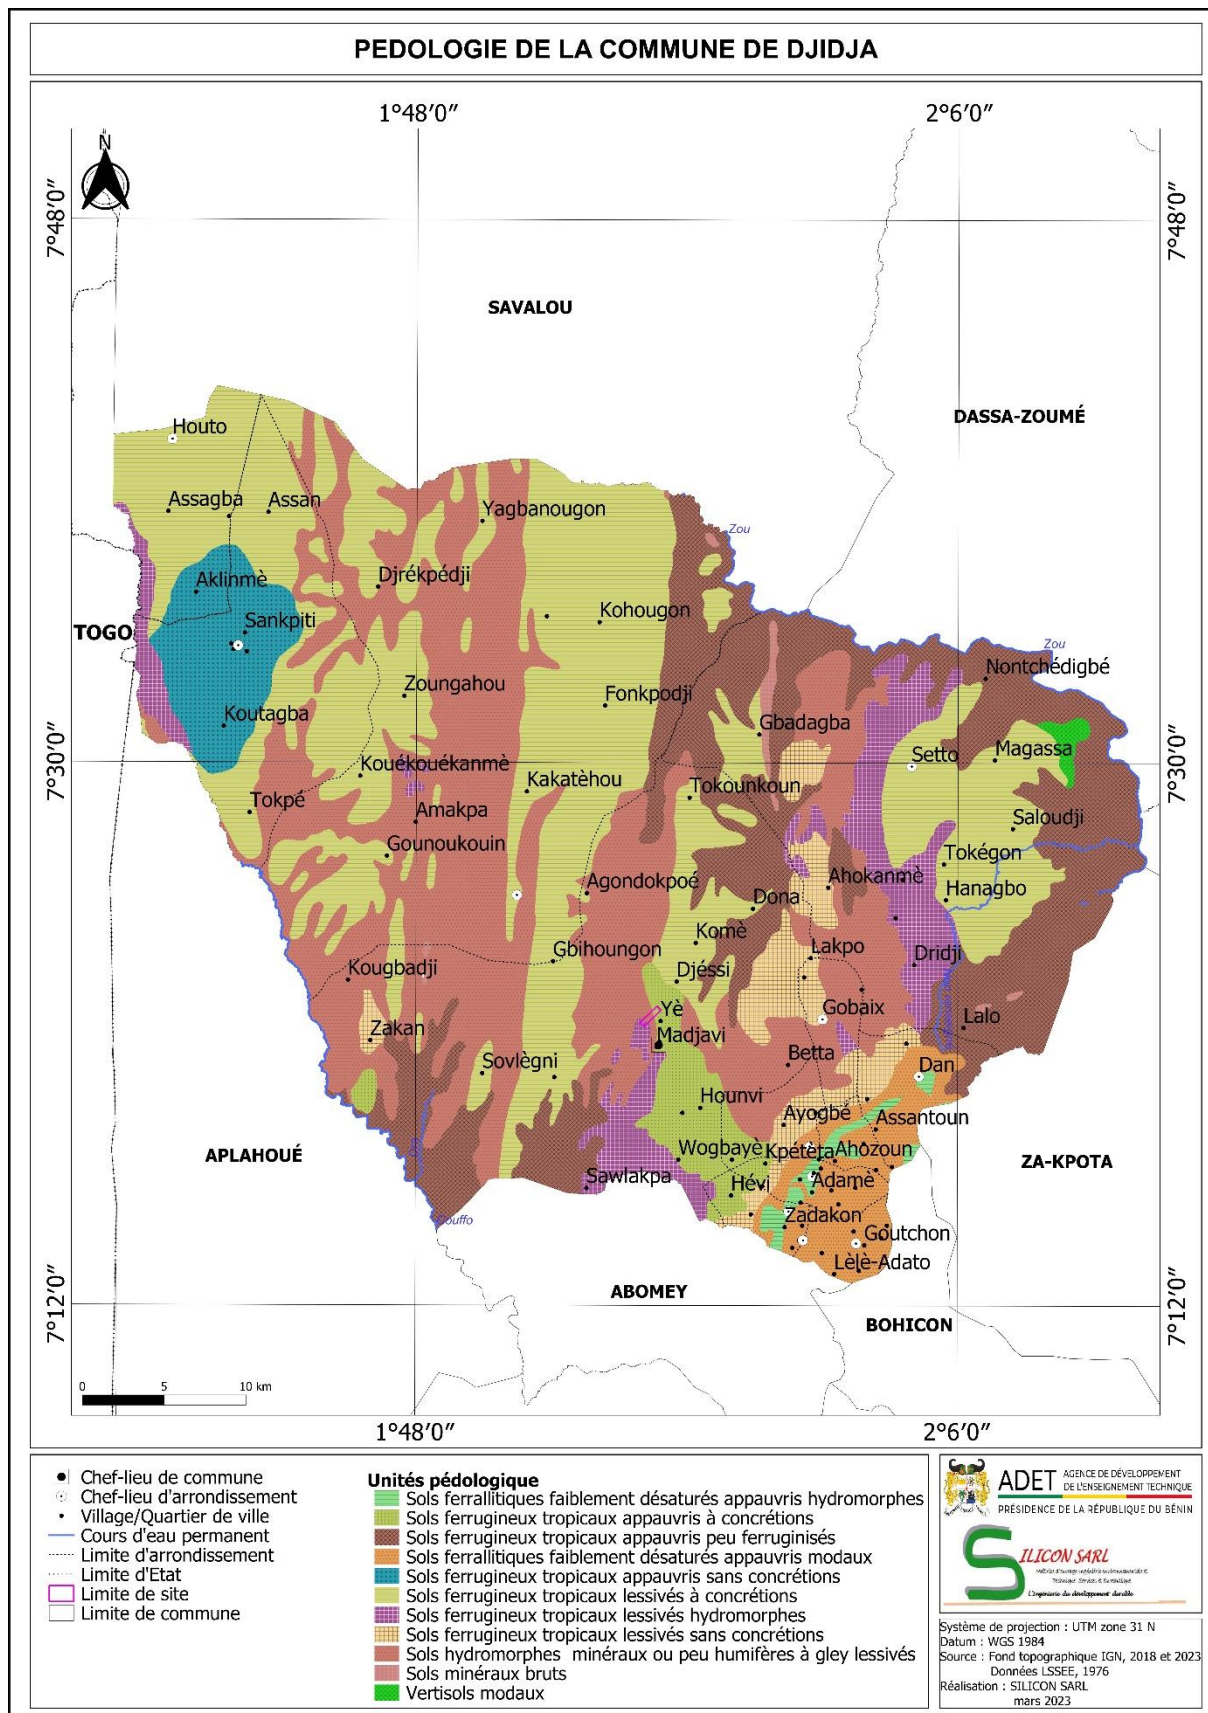 PEDOLOGIE DE LA COMMUNE DE DJIDJA
1°48'0"
2°6'0"
N
7°48'0"
7°48'0"
SAVALOU
DASSA-ZOUMÉ
Houto
Assagba
Assan
Yagbanougon
Zou
Aklinmè
Djrékpédji
TOGO
Sankpiti
Kohougon
Zou
Nontchédigbé
Zoungahou
Fonkpodji
Koutagba
Gbadagba
7°30'0"
7°30'0"
Kouékouékanmè
Setto
Magassa
Kakatèhou
Tokounkoun
Tokpé
Amakpa
Saloudji
Gounoukouin
Tokégon
Agondokpoé
Ahokanmè
Hanagbo
Dona
Komè
Gbihoungon
Lakpo
Dridji
Kougbadji
Djéssi
Yè
Gobaix
Zakan
Madjavi
Lalo
Sovlègni
Betta
Dan
Hounvi
Ayogbé
Assantoun
APLAHOUÉ
Wogbayè
Kpététa
Ahozoun
ZA-KPOTA
Sawlakpa
Hévi
Adamè
Couffo
Zadakon
Goutchon
Lèlè-Adato
7°12'0"
7°12'0"
ABOMEY
BOHICON
0 5 10 km
1°48'0"
2°6'0"
Chef-lieu de commune
Chef-lieu d'arrondissement
Village/Quartier de ville
Cours d'eau permanent
Limite d'arrondissement
Limite d'Etat
Limite de site
Limite de commune
Unités pédologique
Sols ferrallitiques faiblement désaturés appauvris hydromorphes
Sols ferrugineux tropicaux appauvris à concrétions
Sols ferrugineux tropicaux appauvris peu ferruginisés
Sols ferrallitiques faiblement désaturés appauvris modaux
Sols ferrugineux tropicaux appauvris sans concrétions
Sols ferrugineux tropicaux lessivés à concrétions
Sols ferrugineux tropicaux lessivés hydromorphes
Sols ferrugineux tropicaux lessivés sans concrétions
Sols hydromorphes minéraux ou peu humifères à gley lessivés
Sols minéraux bruts
Vertisols modaux
ADET
AGENCE DE DÉVELOPPEMENT
DE L'ENSEIGNEMENT TECHNIQUE
PRÉSIDENCE DE LA RÉPUBLIQUE DU BÉNIN
SILICON SARL
L'ingénierie du développement durable
Système de projection : UTM zone 31 N
Datum : WGS 1984
Source : Fond topographique IGN, 2018 et 2023
Données LSSEE, 1976
Réalisation : SILICON SARL
mars 2023